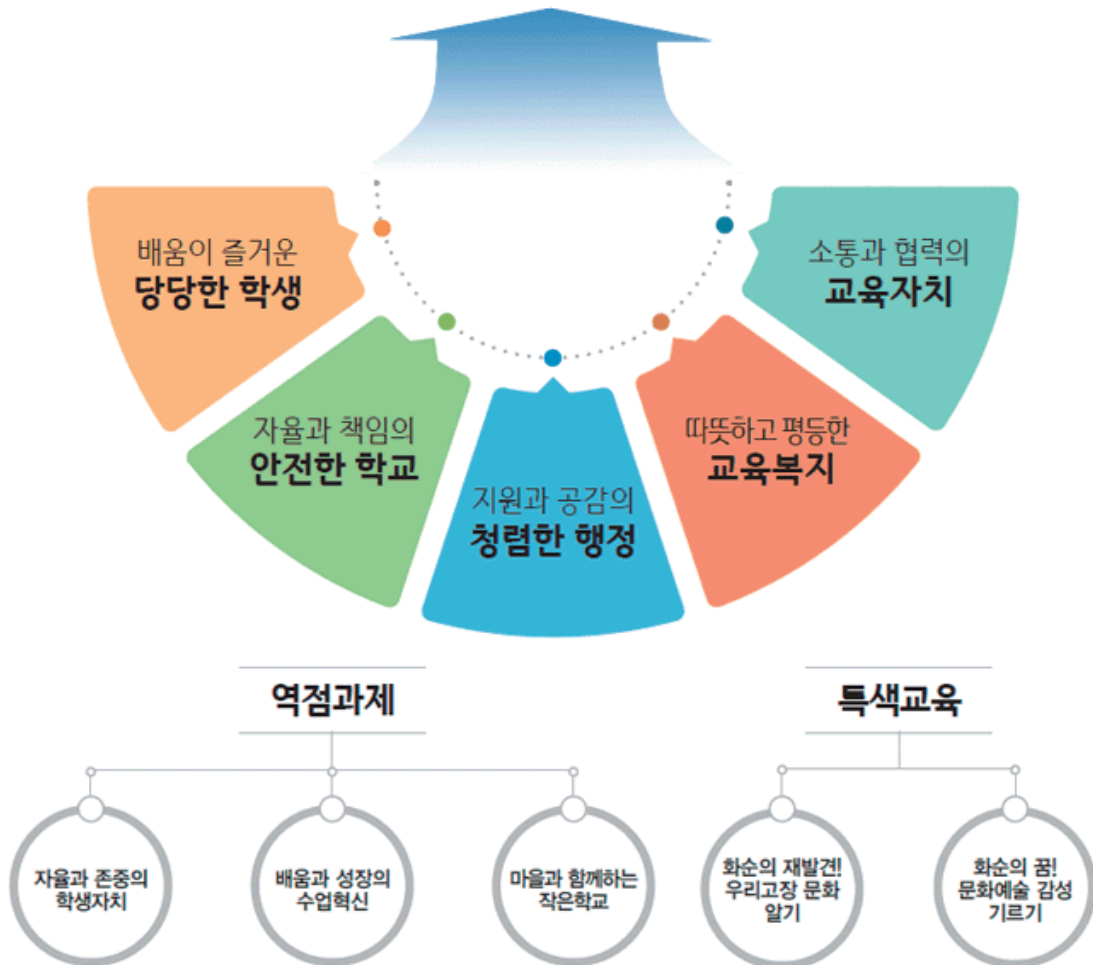 배움이 즐거운
당당한 학생
자율과 책임의
안전한 학교
지원과 공감의
청렴한 행정
따뜻하고 평등한
교육복지
소통과 협력의
교육자치
역점과제
자율과 존중의
학생자치
배움과 성장의
수업혁신
마을과 함께하는
작은학교
특색교육
화순의 재발견!
우리고장 문화
알기
화순의 꿈!
문화예술 감성
기르기